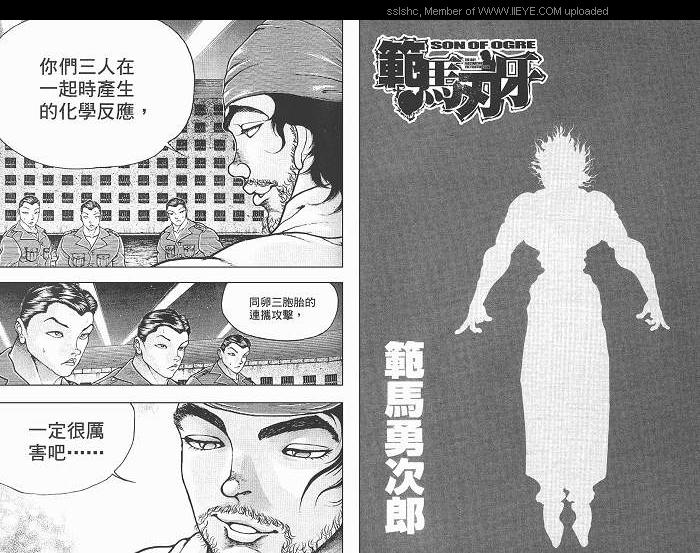 sslshc, Member of WWW.IIEYE.COM uploaded
SON OF OGRE
範馬刃牙
範馬勇次郎
你們三人在
一起時產生
的化學反應，
同卵三胞胎的
連攜攻擊，
一定很厲
害吧……